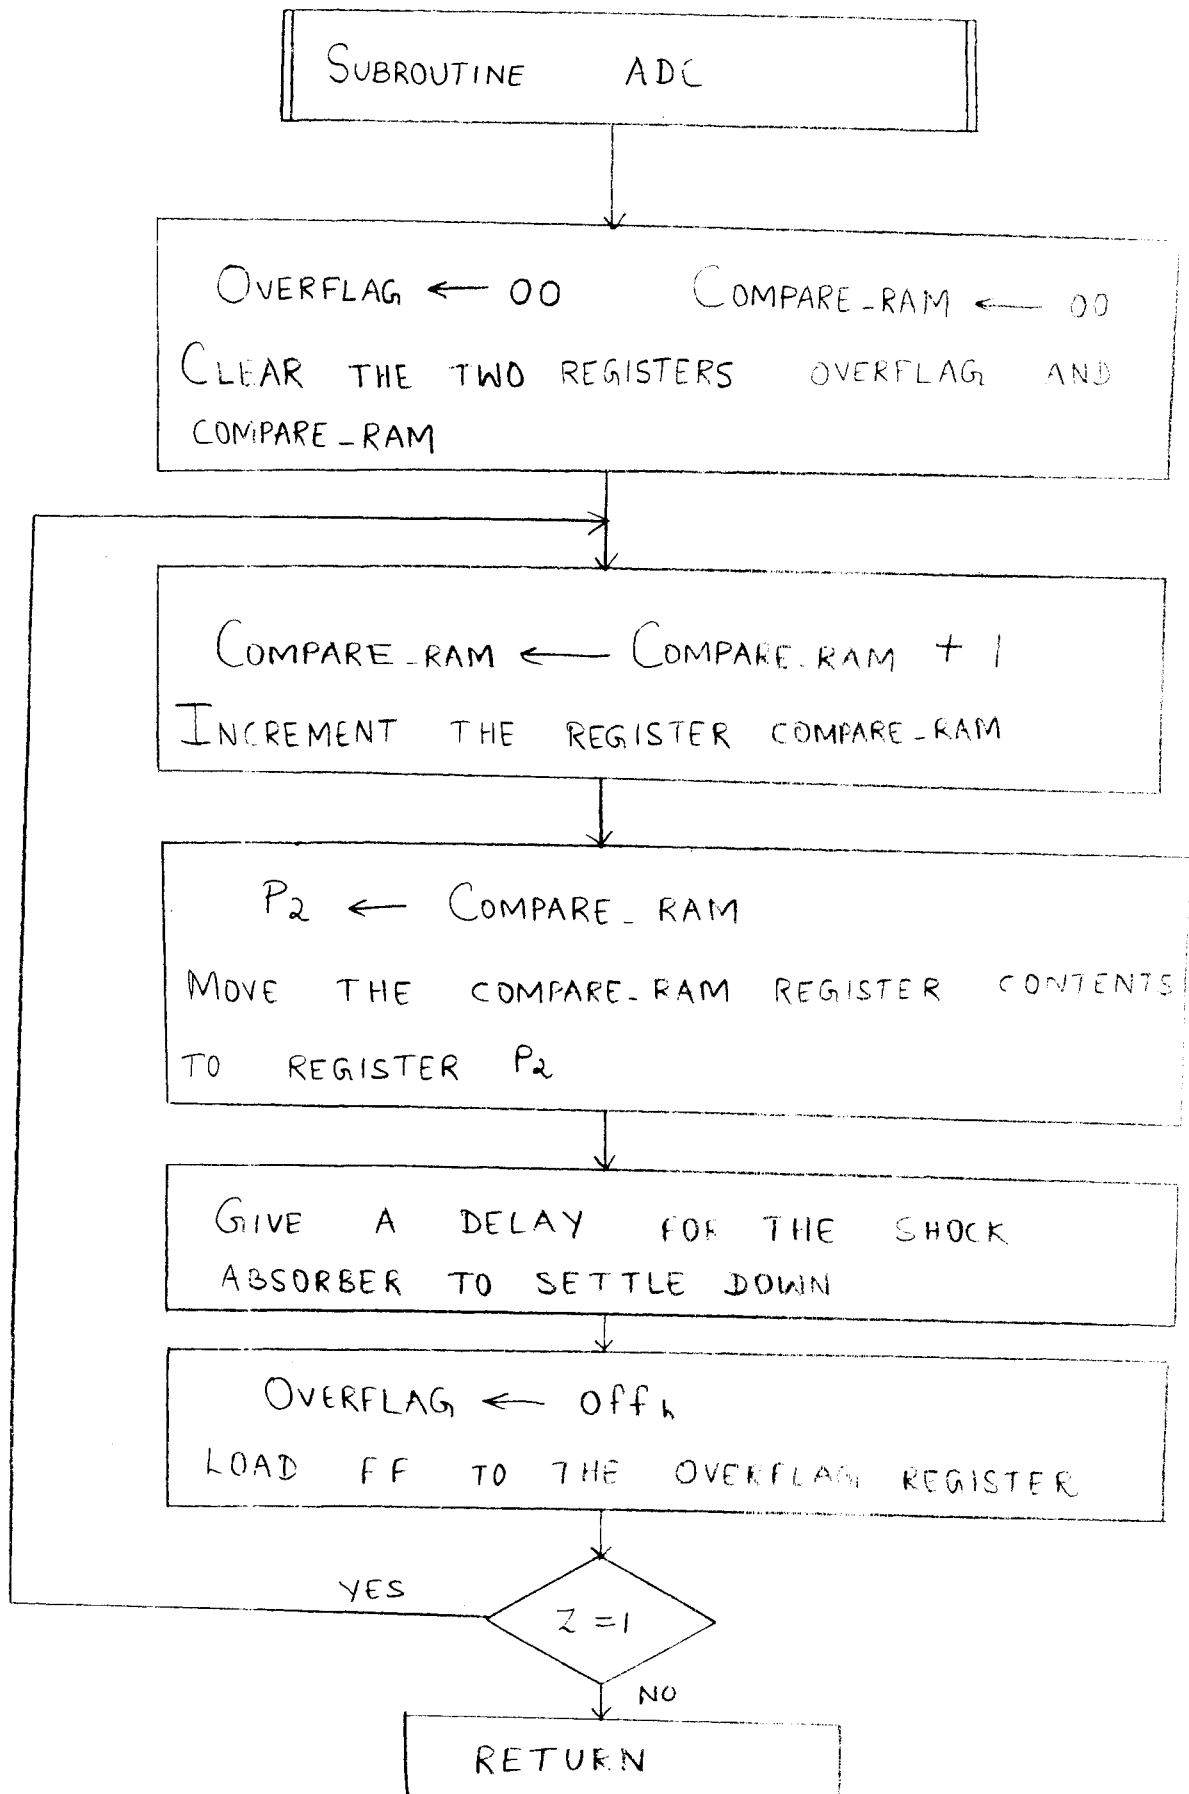 SUBROUTINE ADC
OVERFLAG ← 00 COMPARE_RAM ← 00
CLEAR THE TWO REGISTERS OVERFLAG AND
COMPARE_RAM
COMPARE_RAM ← COMPARE_RAM + 1
INCREMENT THE REGISTER COMPARE_RAM
P2 ← COMPARE_RAM
MOVE THE COMPARE_RAM REGISTER CONTENTS
TO REGISTER P2
GIVE A DELAY FOR THE SHOCK
ABSORBER TO SETTLE DOWN
OVERFLAG ← Offh
LOAD FF TO THE OVERFLAG REGISTER
YES
Z=1
NO
RETURN